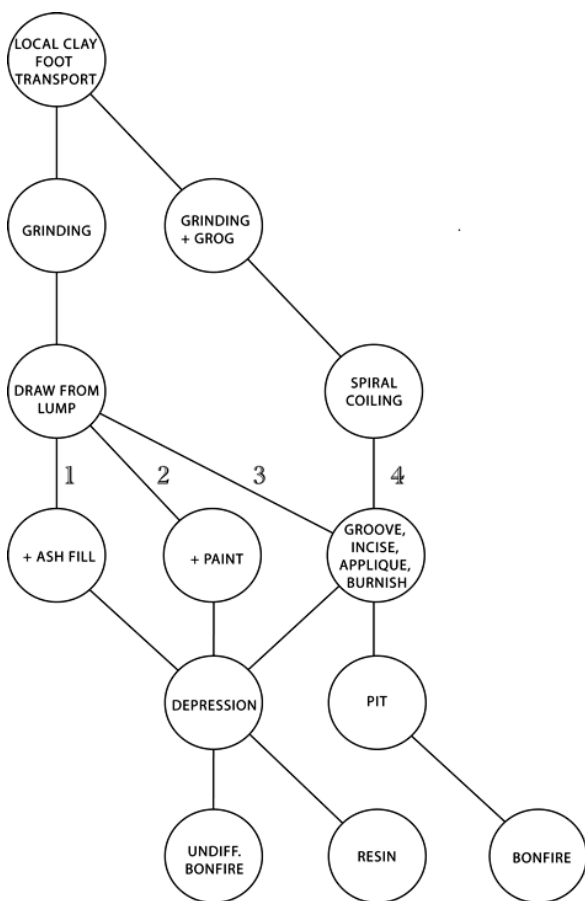 LOCAL CLAY
FOOT
TRANSPORT
GRINDING
GRINDING
+ GROG
DRAW FROM
LUMP
SPIRAL
COILING
1
2
3
4
+ ASH FILL
+ PAINT
GROOVE,
INCISE,
APPLIQUE,
BURNISH
DEPRESSION
PIT
UNDIFF.
BONFIRE
RESIN
BONFIRE